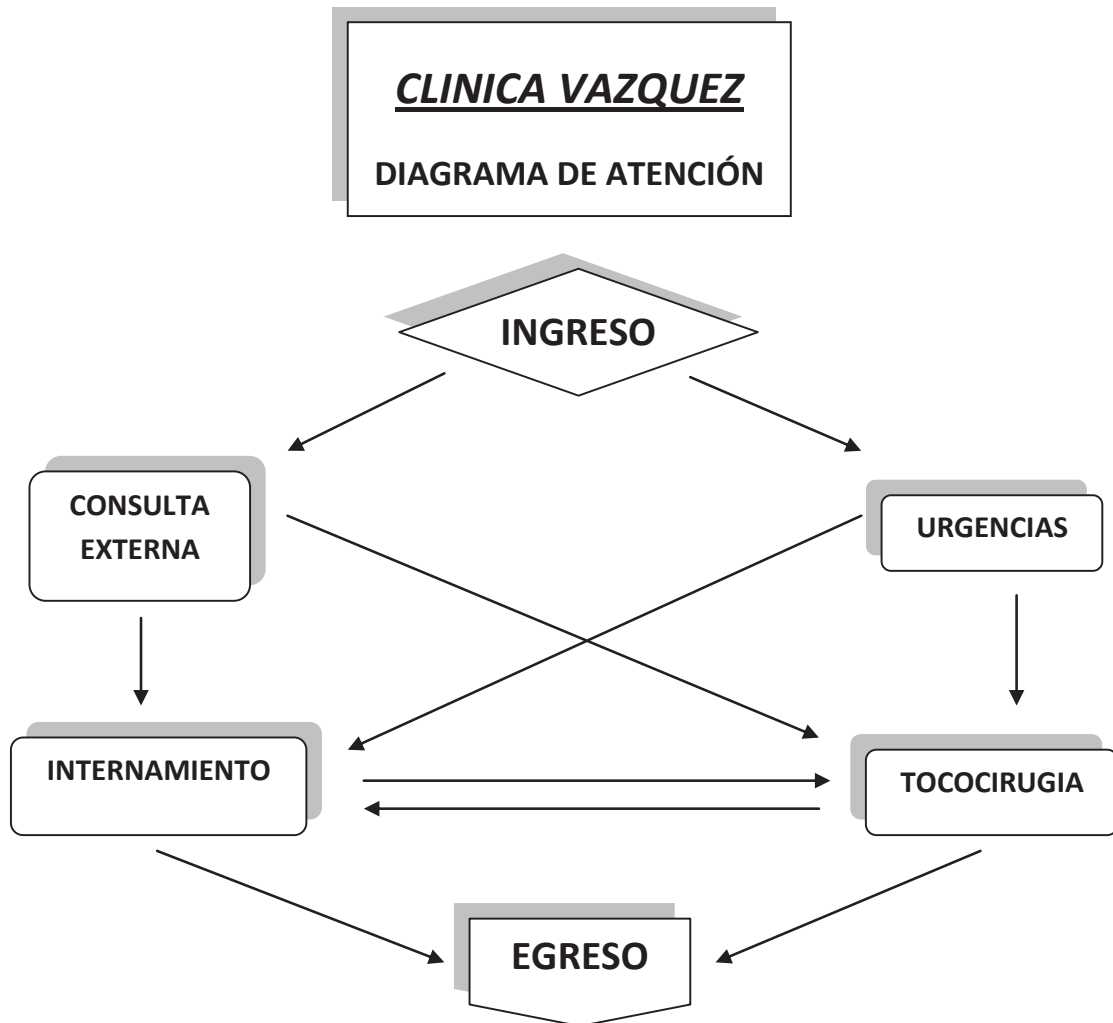 CLINICA VAZQUEZ
DIAGRAMA DE ATENCIÓN
INGRESO
CONSULTA
EXTERNA
URGENCIAS
INTERNAMIENTO
TOCOCIRUGIA
EGRESO